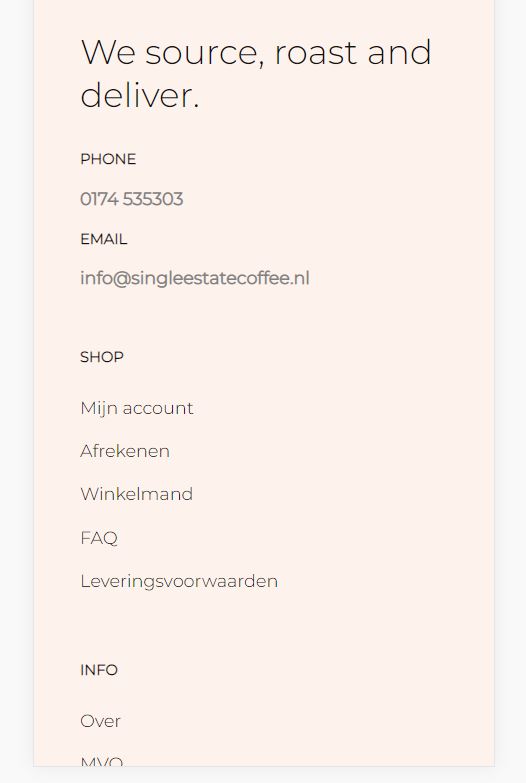 We source, roast and
deliver.
PHONE
0174 535303
EMAIL
info@singleestatecoffee.nl
SHOP
Mijn account
Afrekenen
Winkelmand
FAQ
Leveringsvoorwaarden
INFO
Over
MVO